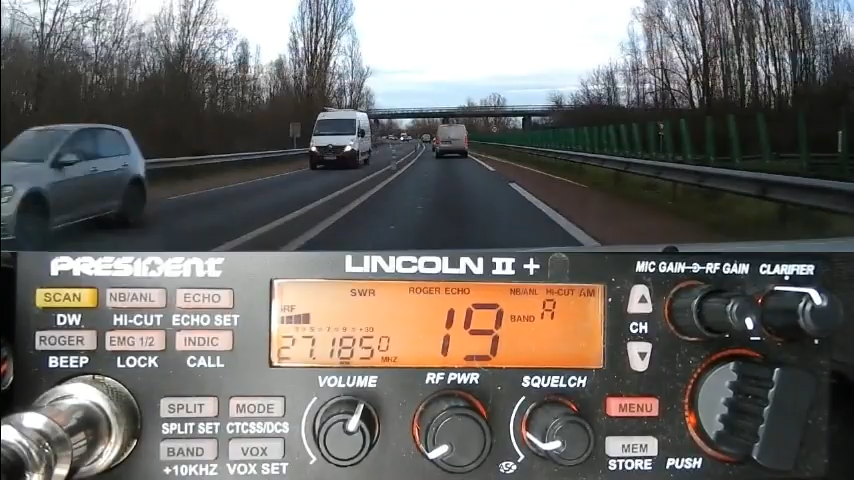 PRESIDENT
LINCOLN II +
MIC GAIN RF GAIN CLARIFIER
SCAN NB/ANL ECHO
DW HI-CUT ECHO SET
ROGER EMG 1/2 INDIC
BEEP LOCK CALL
SWR ROGER ECHO NB/ANL HI-CUT AM
RF
19 BAND A
27.1850 MHZ
CH
VOLUME RF PWR SQUELCH
SPLIT MODE
SPLIT SET CTCSS/DCS
BAND VOX
+10KHZ VOX SET
MENU
MEM
STORE PUSH